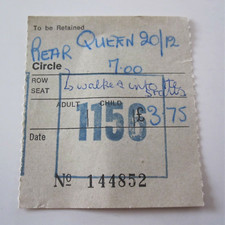 To be Retained
REAR QUEEN 20/12
Circle 7.00
ROW
SEAT
ADULT CHILD
1156 £3.75
Date
Nº 144852